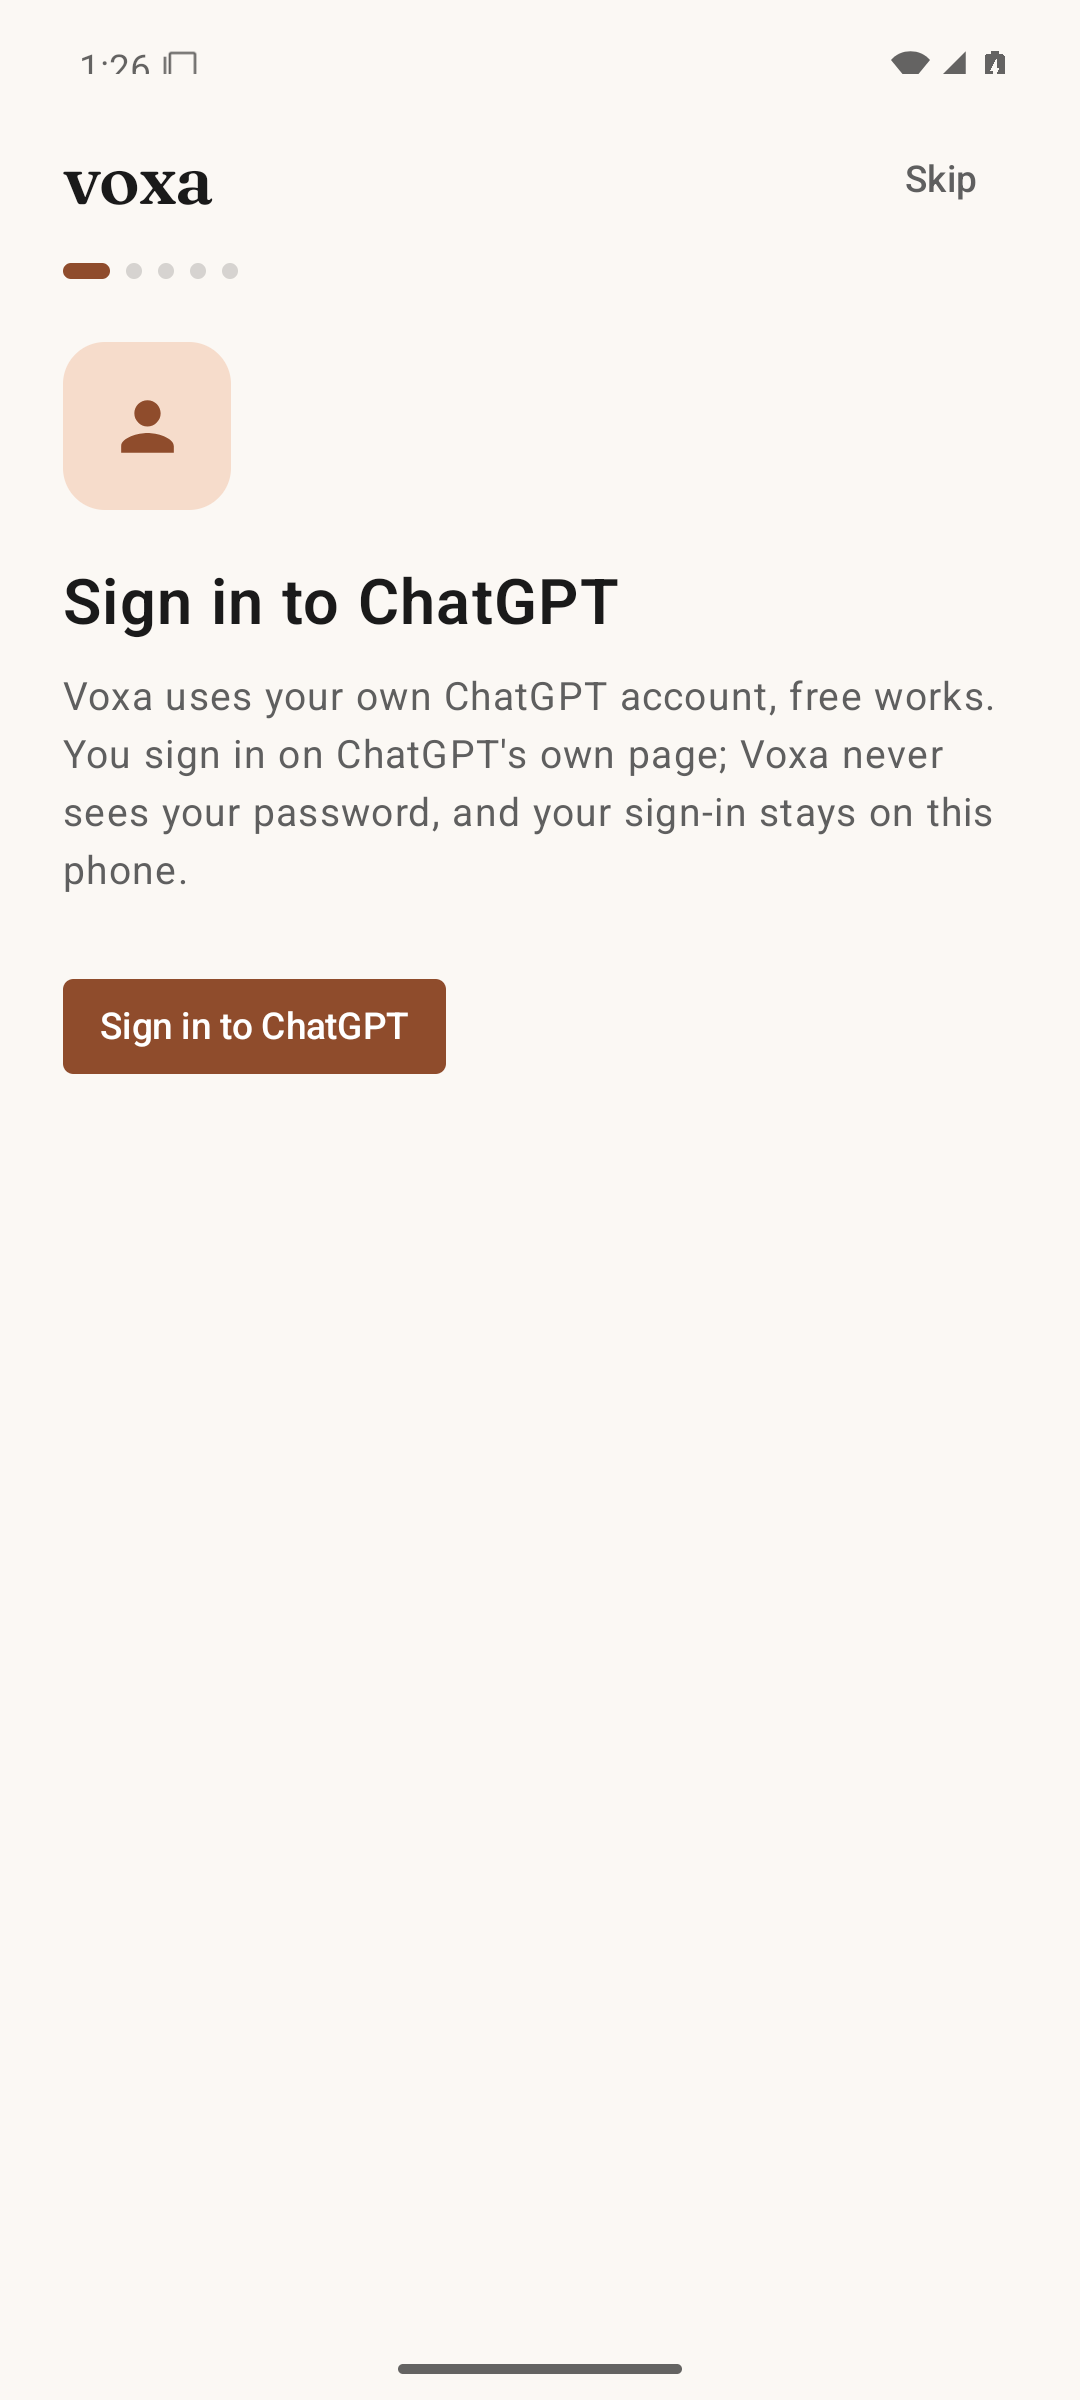 1:26
voxa
Skip
Sign in to ChatGPT
Voxa uses your own ChatGPT account, free works.
You sign in on ChatGPT's own page; Voxa never
sees your password, and your sign-in stays on this
phone.
Sign in to ChatGPT